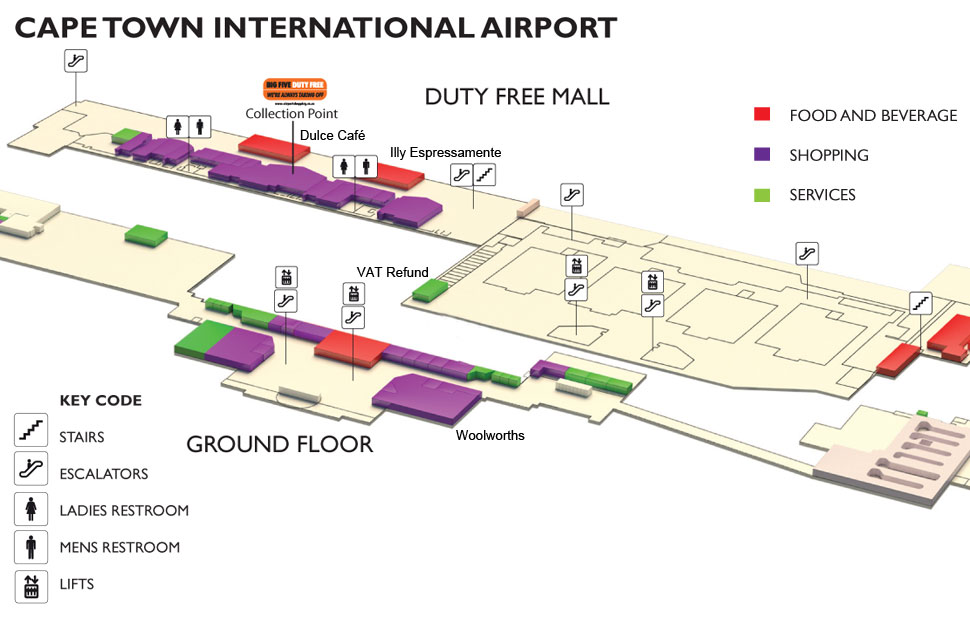 CAPE TOWN INTERNATIONAL AIRPORT
BIG FIVE DUTY FREE
WE'RE ALWAYS TAKING OFF
Collection Point
DUTY FREE MALL
Dulce Café
Illy Espressamente
FOOD AND BEVERAGE
SHOPPING
SERVICES
VAT Refund
KEY CODE
STAIRS
ESCALATORS
LADIES RESTROOM
MENS RESTROOM
LIFTS
GROUND FLOOR
Woolworths